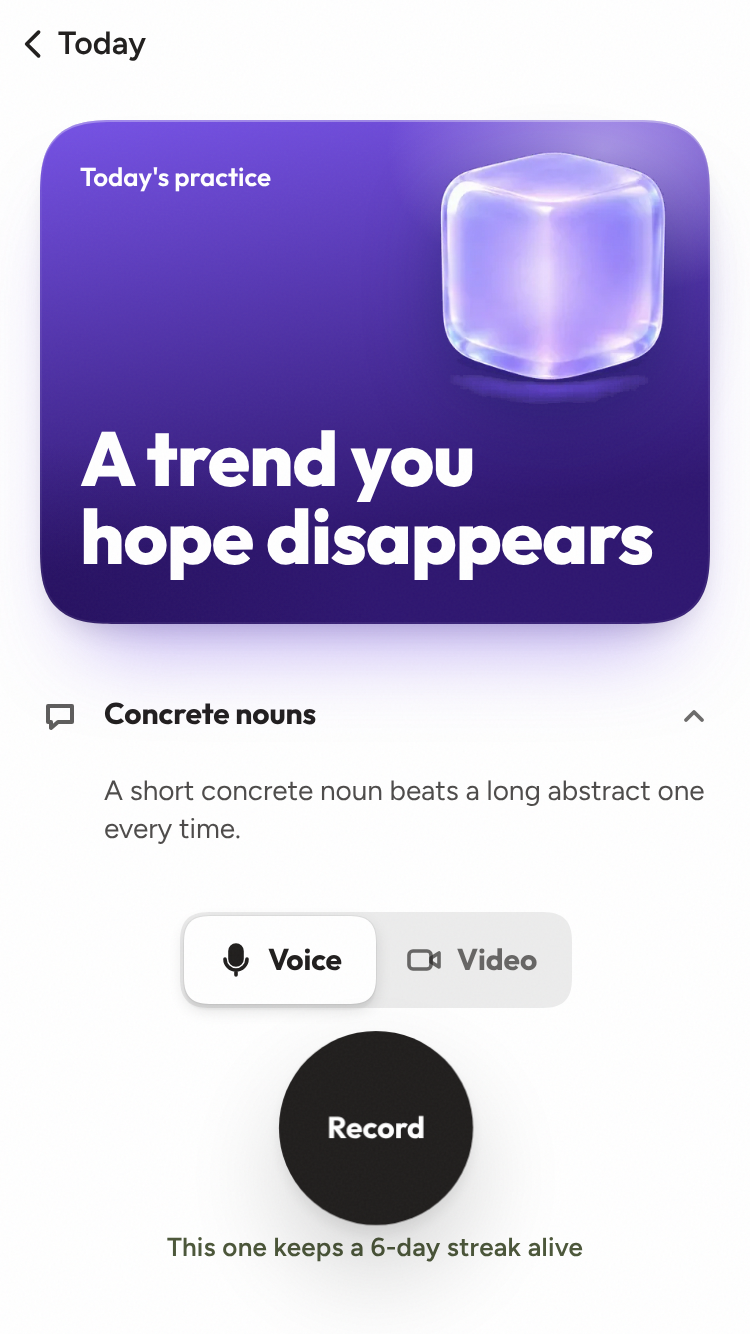 Today
Today's practice
A trend you
hope disappears
Concrete nouns
A short concrete noun beats a long abstract one
every time.
Voice
Video
Record
This one keeps a 6-day streak alive